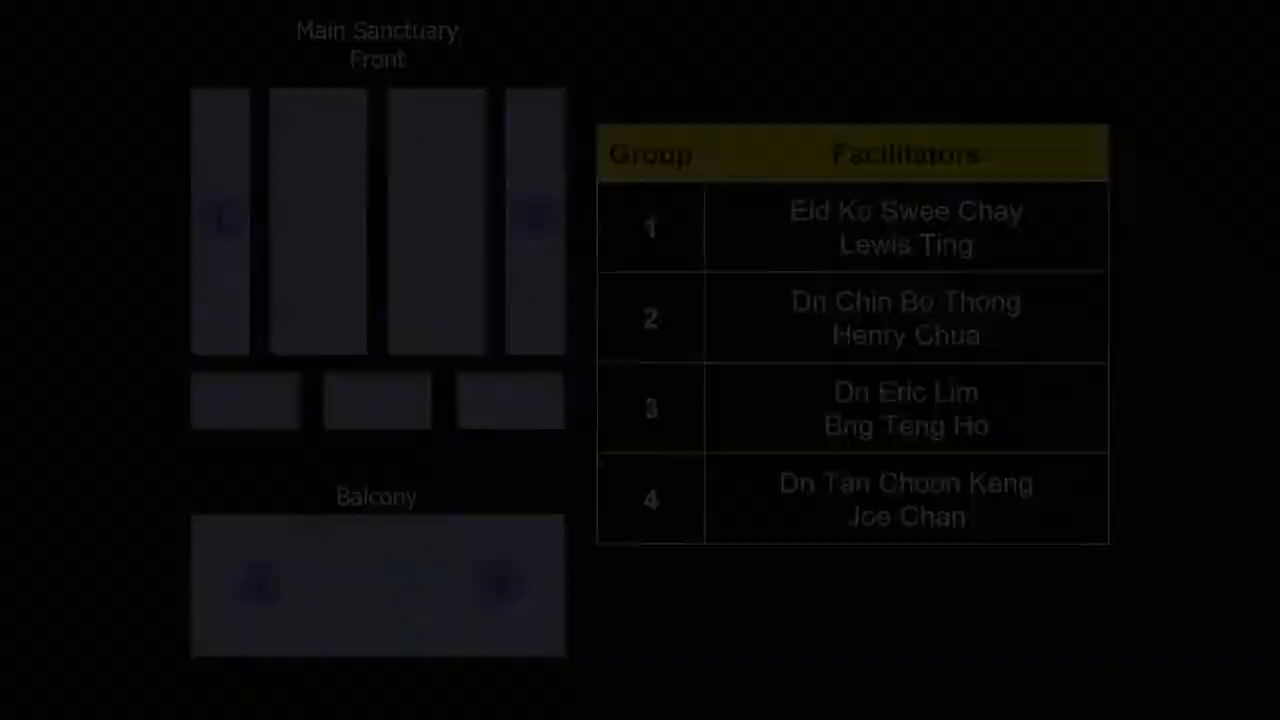 Main Sanctuary
Front
Balcony
Group Facilitators
1
Eld Ko Swee Chay
Lewis Ting
2
Dn Chin Bo Thong
Henry Chua
3
Dn Eric Lim
Bng Teng Ho
4
Dn Tan Choon Kang
Joe Chan